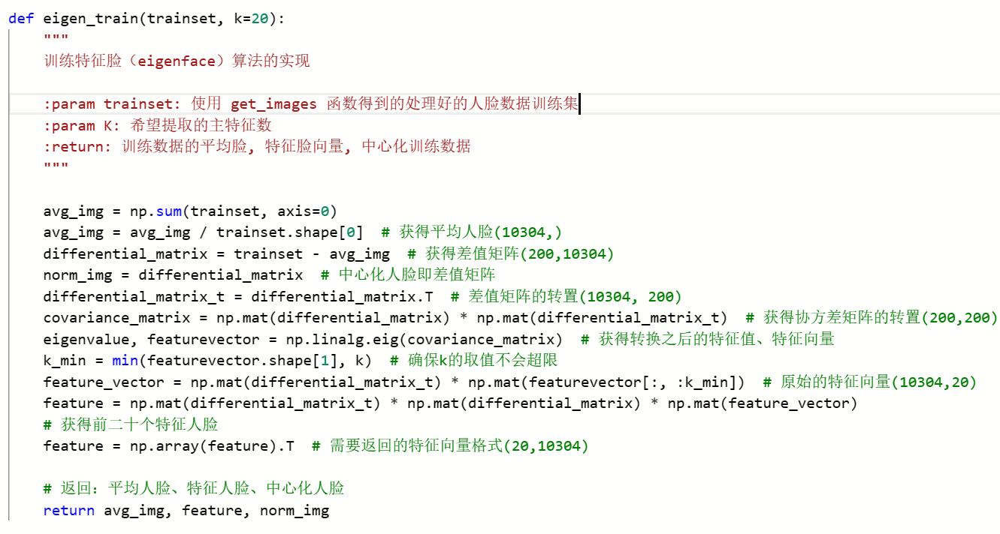 def eigen_train(trainset, k=20):
    """
    训练特征脸（eigenface）算法的实现

    :param trainset: 使用 get_images 函数得到的处理好的人脸数据训练集
    :param K: 希望提取的主特征数
    :return: 训练数据的平均脸, 特征脸向量, 中心化训练数据
    """

    avg_img = np.sum(trainset, axis=0)
    avg_img = avg_img / trainset.shape[0]  # 获得平均人脸(10304,)
    differential_matrix = trainset - avg_img  # 获得差值矩阵(200,10304)
    norm_img = differential_matrix  # 中心化人脸即差值矩阵
    differential_matrix_t = differential_matrix.T  # 差值矩阵的转置(10304, 200)
    covariance_matrix = np.mat(differential_matrix) * np.mat(differential_matrix_t)  # 获得协方差矩阵的转置(200,200)
    eigenvalue, featurevector = np.linalg.eig(covariance_matrix)  # 获得转换之后的特征值、特征向量
    k_min = min(featurevector.shape[1], k)  # 确保k的取值不会超限
    feature_vector = np.mat(differential_matrix_t) * np.mat(featurevector[:, :k_min])  # 原始的特征向量(10304,20)
    feature = np.mat(differential_matrix_t) * np.mat(differential_matrix) * np.mat(feature_vector)
    # 获得前二十个特征人脸
    feature = np.array(feature).T  # 需要返回的特征向量格式(20,10304)

    # 返回：平均人脸、特征人脸、中心化人脸
    return avg_img, feature, norm_img